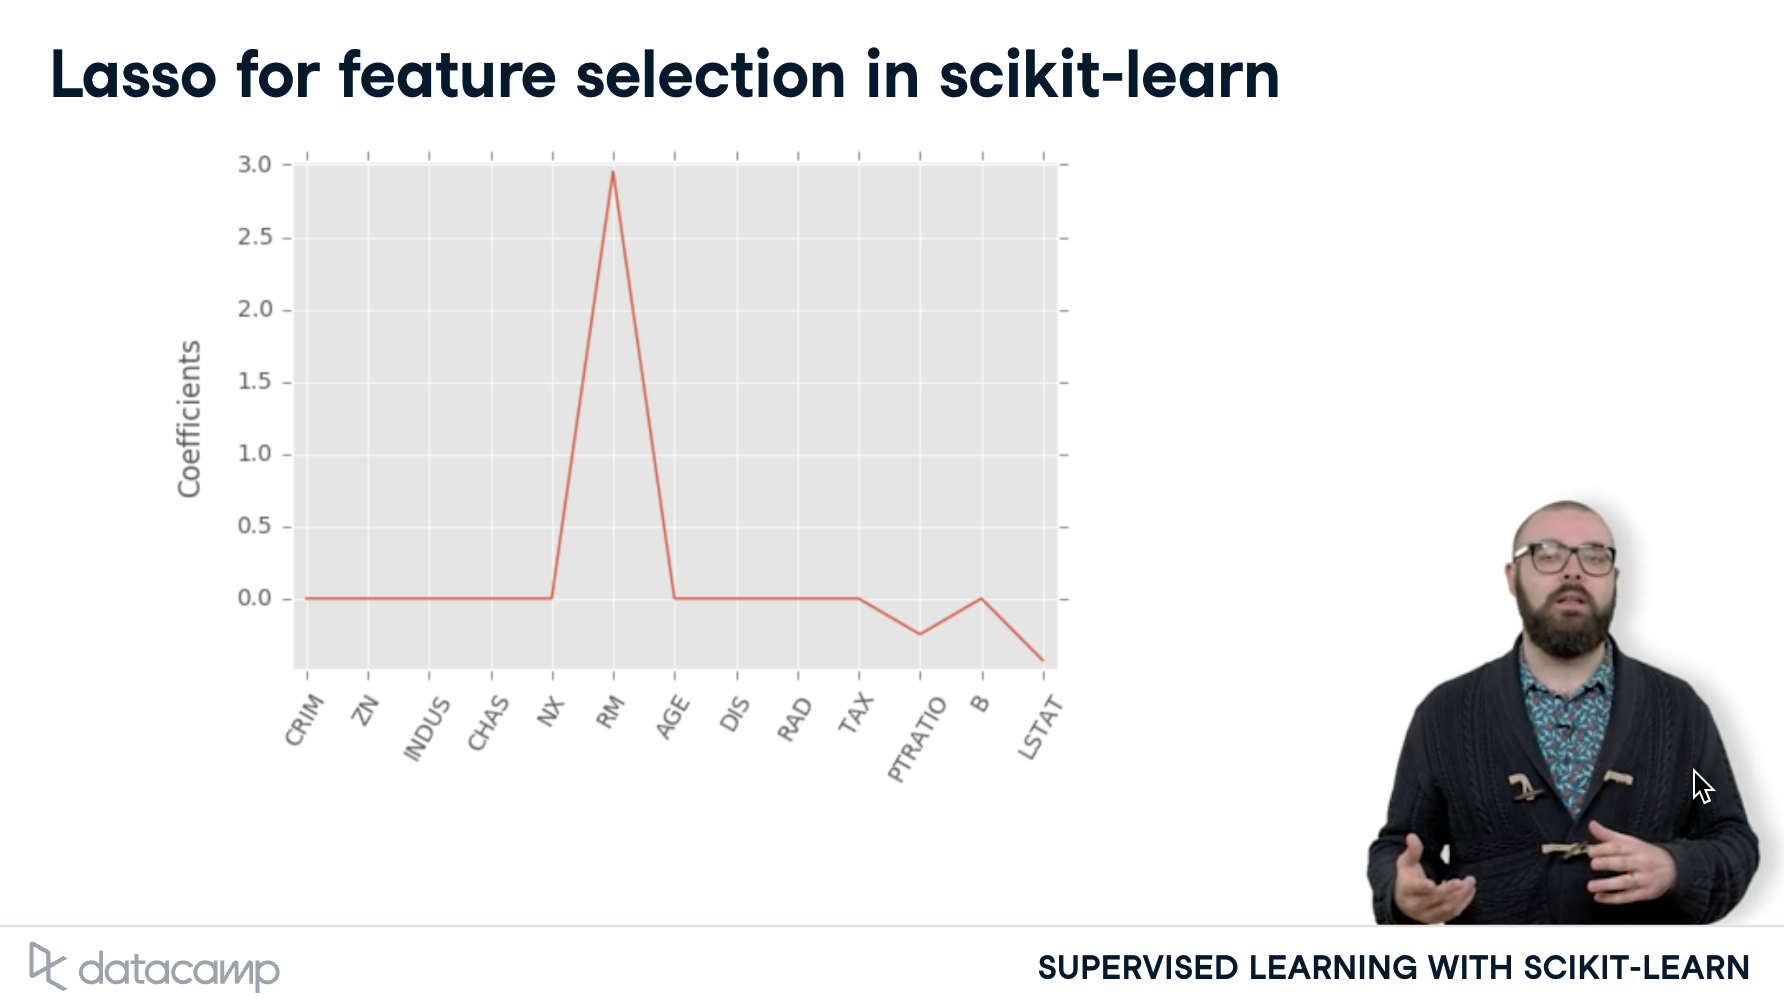 Lasso for feature selection in scikit-learn
3.0
2.5
2.0
1.5
1.0
0.5
0.0
Coefficients
CRIM
ZN
INDUS
CHAS
NX
RM
AGE
DIS
RAD
TAX
PTRATIO
B
LSTAT
datacamp
SUPERVISED LEARNING WITH SCIKIT-LEARN